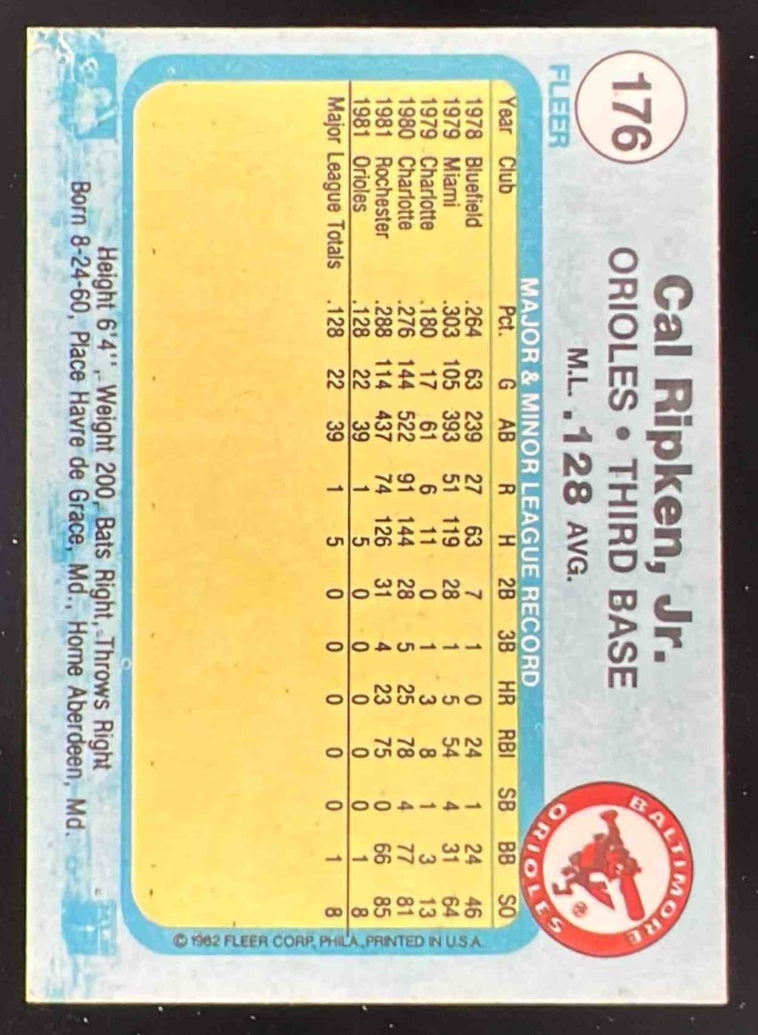 176
FLEER
Cal Ripken, Jr.
ORIOLES • THIRD BASE
M.L. .128 AVG.
BALTIMORE
ORIOLES
®
MAJOR & MINOR LEAGUE RECORD
Year Club Pct. G AB R H 2B 3B HR RBI SB BB SO
1978 Bluefield .264 63 239 27 63 7 1 0 24 1 24 46
1979 Miami .303 105 393 51 119 28 1 5 54 4 31 64
1979 Charlotte .180 17 61 6 11 0 1 3 8 1 3 13
1980 Charlotte .276 144 522 91 144 28 5 25 78 4 77 81
1981 Rochester .288 114 437 74 126 31 4 23 75 0 66 85
1981 Orioles .128 22 39 1 5 0 0 0 0 0 1 8
Major League Totals .128 22 39 1 5 0 0 0 0 0 1 8
© 1982 FLEER CORP. PHILA., PRINTED IN U.S.A.
Height 6'4", Weight 200, Bats Right, Throws Right
Born 8-24-60, Place Havre de Grace, Md., Home Aberdeen, Md.